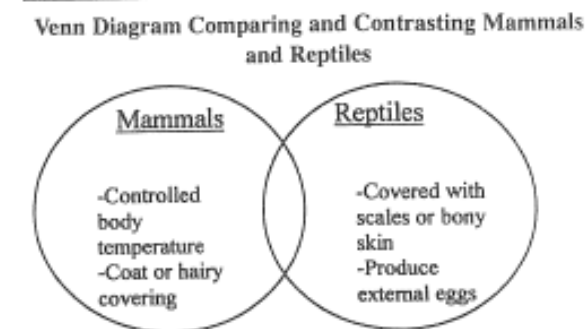 Venn Diagram Comparing and Contrasting Mammals
and Reptiles
Mammals
-Controlled
body
temperature
-Coat or hairy
covering
Reptiles
-Covered with
scales or bony
skin
-Produce
external eggs